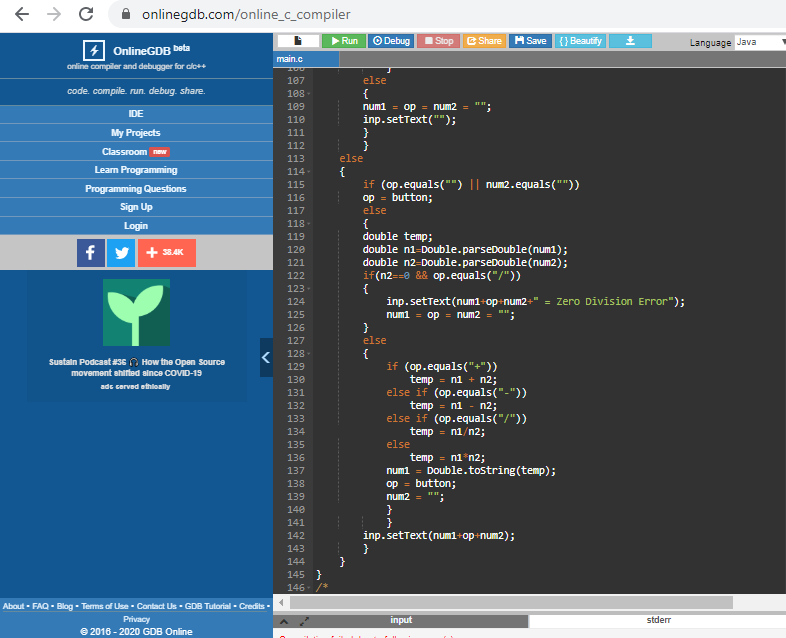 onlinegdb.com/online_c_compiler
OnlineGDB beta
online compiler and debugger for c/c++
code. compile. run. debug. share.
IDE
My Projects
Classroom new
Learn Programming
Programming Questions
Sign Up
Login
f + 38.4K
Sustain Podcast #36 🎧 How the Open Source
movement shifted since COVID-19
ads served ethically
About • FAQ • Blog • Terms of Use • Contact Us • GDB Tutorial • Credits •
Privacy
© 2016 - 2020 GDB Online
Run Debug Stop Share Save { } Beautify Language Java
main.c
106 }
107 else
108 {
109 num1 = op = num2 = "";
110 inp.setText("");
111 }
112 }
113 else
114 {
115 if (op.equals("") || num2.equals(""))
116 op = button;
117 else
118 {
119 double temp;
120 double n1=Double.parseDouble(num1);
121 double n2=Double.parseDouble(num2);
122 if(n2==0 && op.equals("/"))
123 {
124 inp.setText(num1+op+num2+" = Zero Division Error");
125 num1 = op = num2 = "";
126 }
127 else
128 {
129 if (op.equals("+"))
130 temp = n1 + n2;
131 else if (op.equals("-"))
132 temp = n1 - n2;
133 else if (op.equals("/"))
134 temp = n1/n2;
135 else
136 temp = n1*n2;
137 num1 = Double.toString(temp);
138 op = button;
139 num2 = "";
140 }
141 }
142 inp.setText(num1+op+num2);
143 }
144 }
145 }
146 /*
input stderr